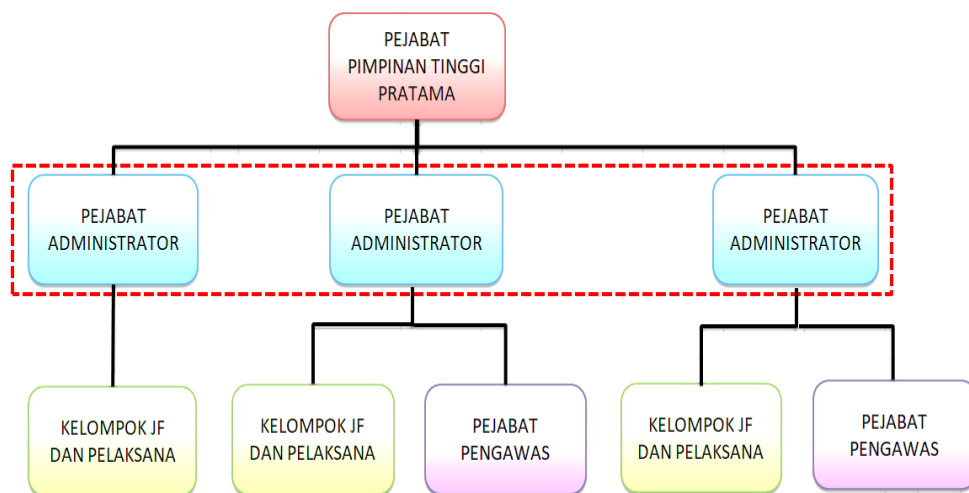 PEJABAT
PIMPINAN TINGGI
PRATAMA
PEJABAT
ADMINISTRATOR
PEJABAT
ADMINISTRATOR
PEJABAT
ADMINISTRATOR
KELOMPOK JF
DAN PELAKSANA
KELOMPOK JF
DAN PELAKSANA
PEJABAT
PENGAWAS
KELOMPOK JF
DAN PELAKSANA
PEJABAT
PENGAWAS